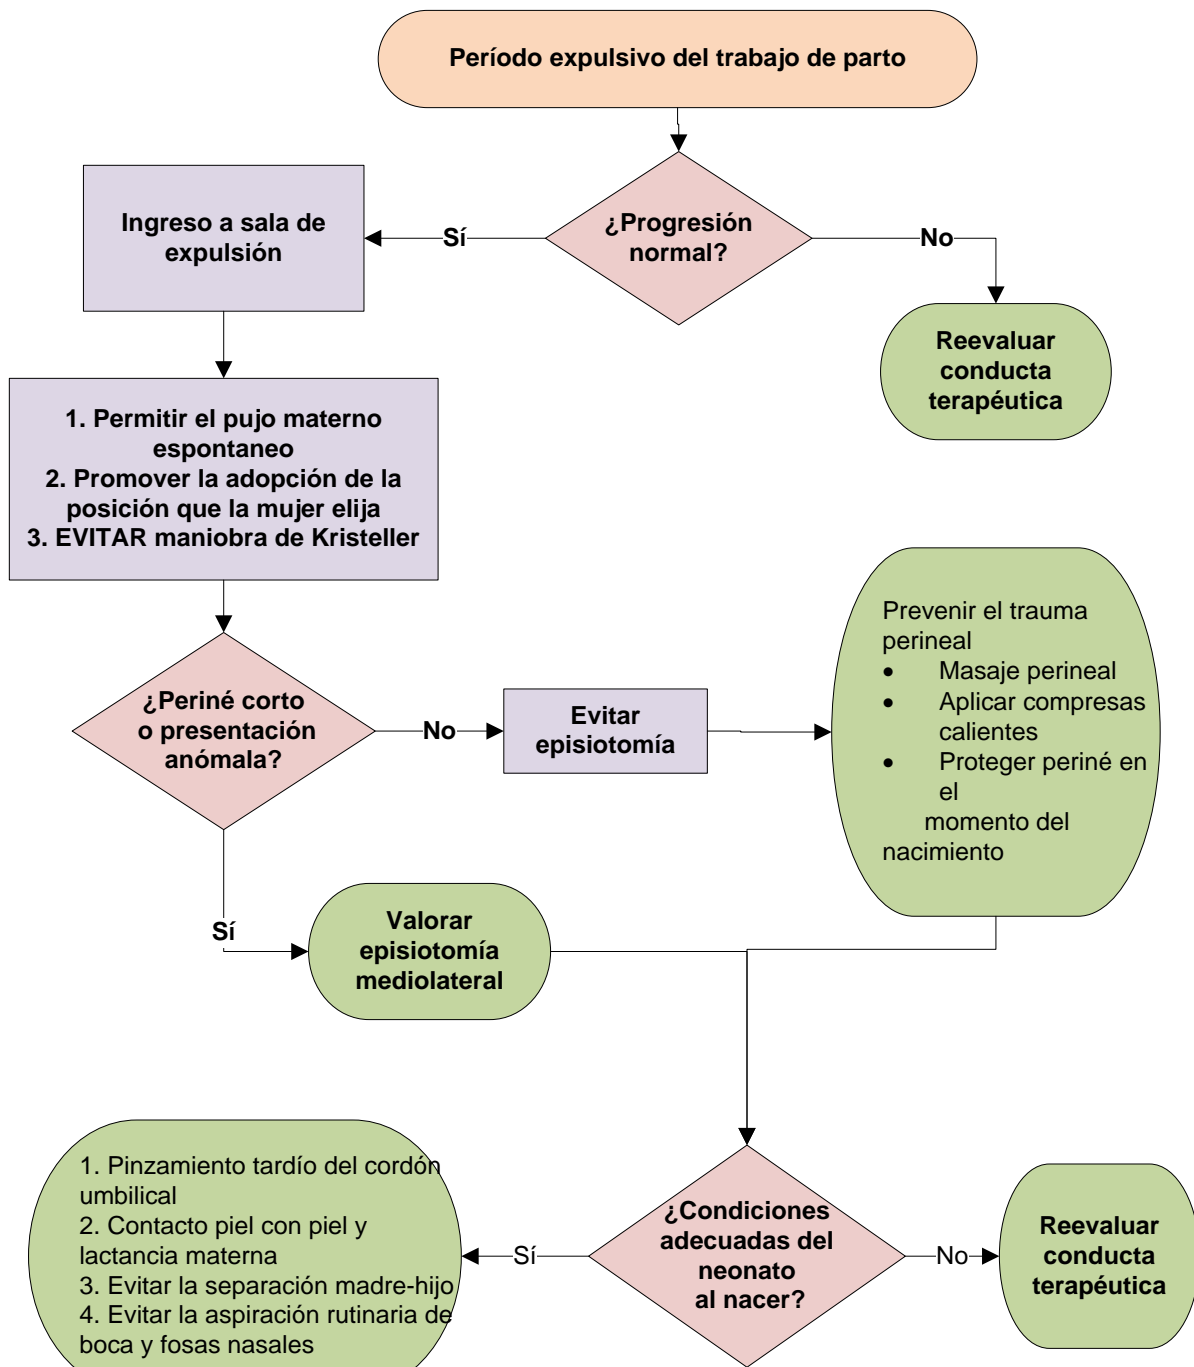 Período expulsivo del trabajo de parto
¿Progresión
normal?
Sí
No
Ingreso a sala de
expulsión
Reevaluar
conducta
terapéutica
1. Permitir el pujo materno
espontaneo
2. Promover la adopción de la
posición que la mujer elija
3. EVITAR maniobra de Kristeller
¿Periné corto
o presentación
anómala?
No
Evitar
episiotomía
Prevenir el trauma
perineal
• Masaje perineal
• Aplicar compresas
calientes
• Proteger periné en
el
momento del
nacimiento
Sí
Valorar
episiotomía
mediolateral
¿Condiciones
adecuadas del
neonato
al nacer?
Sí
No
1. Pinzamiento tardío del cordón
umbilical
2. Contacto piel con piel y
lactancia materna
3. Evitar la separación madre-hijo
4. Evitar la aspiración rutinaria de
boca y fosas nasales
Reevaluar
conducta
terapéutica